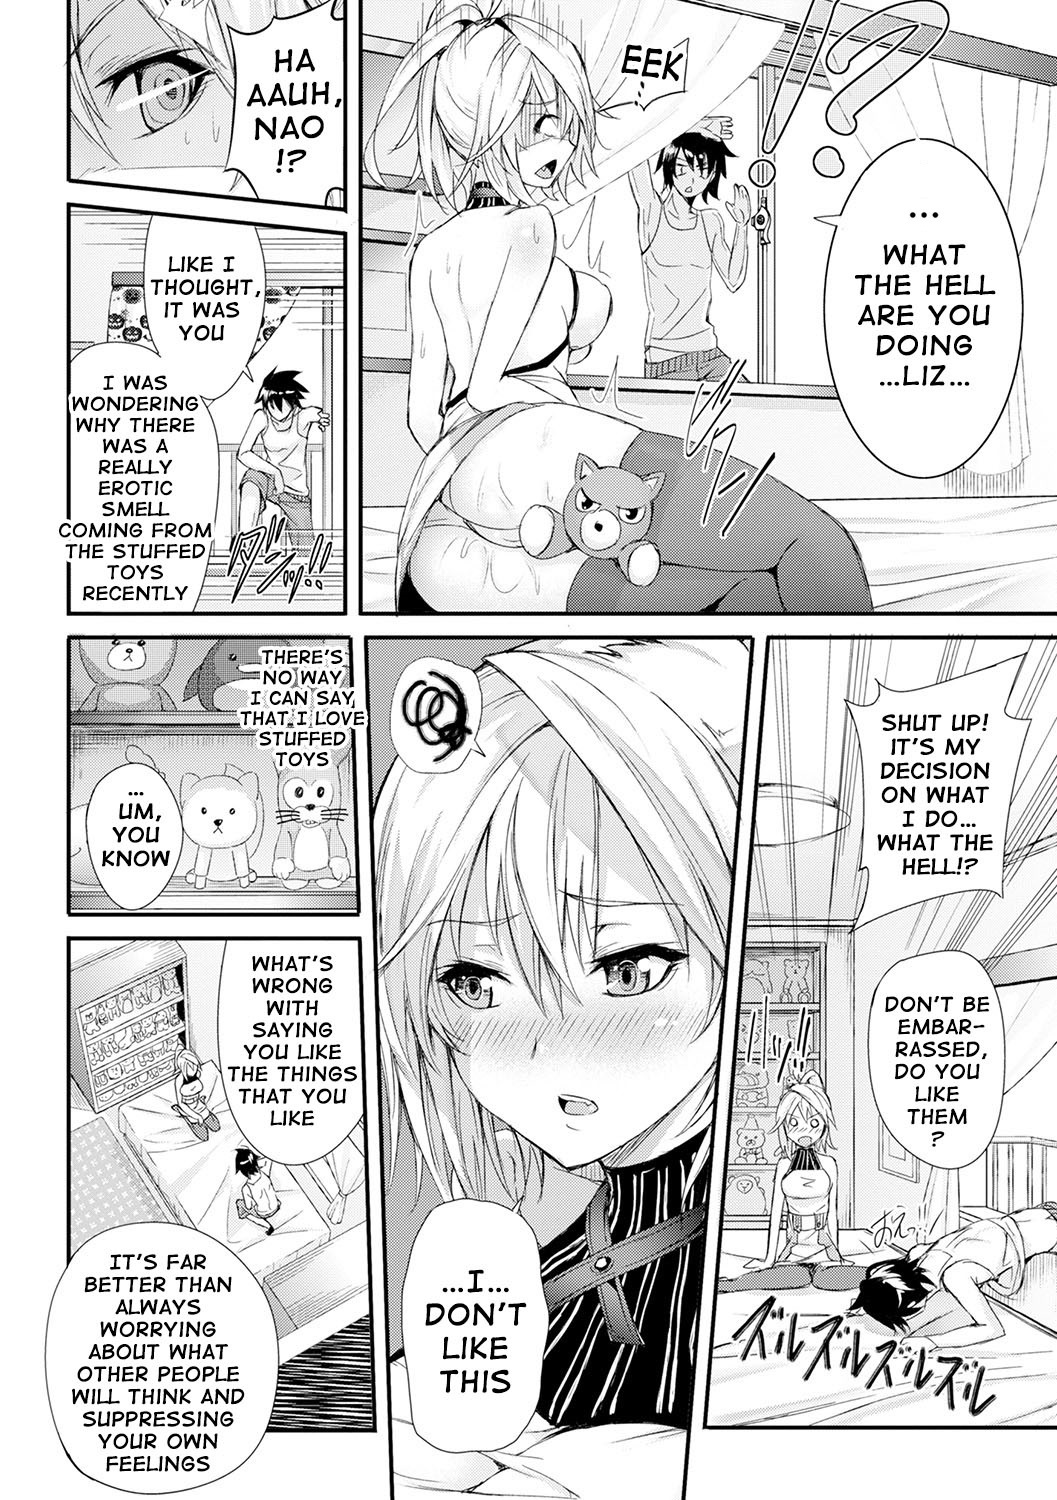 …
WHAT
THE HELL
ARE YOU
DOING
…LIZ…
EEK
…
HA
AAUH,
NAO
!?
LIKE I
THOUGHT,
IT WAS
YOU
I WAS
WONDERING
WHY THERE
WAS A
REALLY
EROTIC
SMELL
COMING FROM
THE STUFFED
TOYS
RECENTLY
ダンッ!!
SHUT UP!
IT'S MY
DECISION
ON WHAT
I DO…
WHAT THE
HELL!?
DON'T BE
EMBAR-
RASSED,
DO YOU
LIKE
THEM
?
ズルズルズルズル
…I…
DON'T
LIKE
THIS
THERE'S
NO WAY
I CAN SAY
THAT I LOVE
STUFFED
TOYS
…
UM,
YOU
KNOW
WHAT'S
WRONG
WITH
SAYING
YOU LIKE
THE THINGS
THAT YOU
LIKE
IT'S FAR
BETTER THAN
ALWAYS
WORRYING
ABOUT WHAT
OTHER PEOPLE
WILL THINK AND
SUPPRESSING
YOUR OWN
FEELINGS